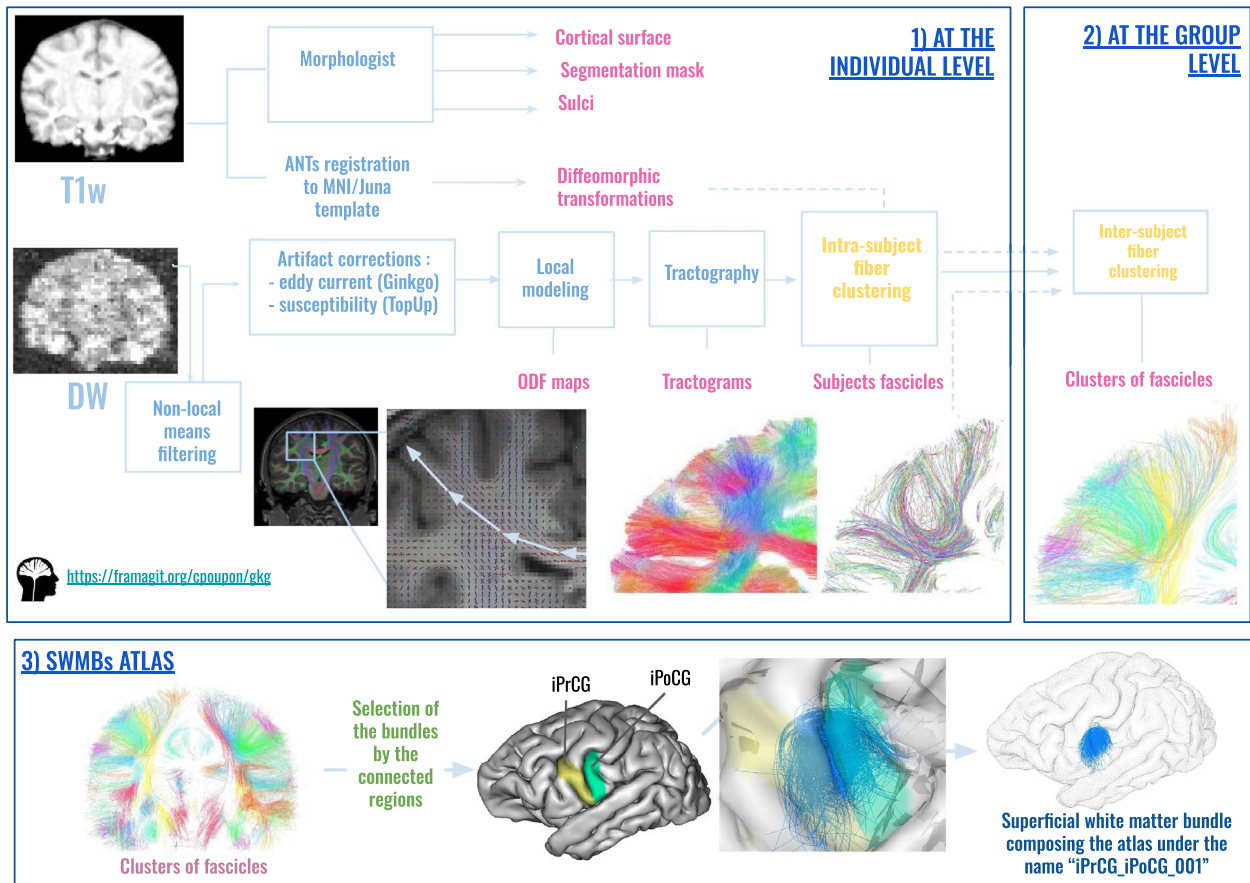 1) AT THE
INDIVIDUAL LEVEL
T1w
Morphologist
Cortical surface
Segmentation mask
Sulci
ANTs registration
to MNI/Juna
template
Diffeomorphic
transformations
DW
Non-local
means
filtering
Artifact corrections :
- eddy current (Ginkgo)
- susceptibility (TopUp)
Local
modeling
Tractography
Intra-subject
fiber
clustering
ODF maps
Tractograms
Subjects fascicles
https://framagit.org/cpoupon/gkg
2) AT THE GROUP
LEVEL
Inter-subject
fiber
clustering
Clusters of fascicles
3) SWMBs ATLAS
Clusters of fascicles
Selection of
the bundles
by the
connected
regions
iPrCG
iPoCG
Superficial white matter bundle
composing the atlas under the
name “iPrCG_iPoCG_001”